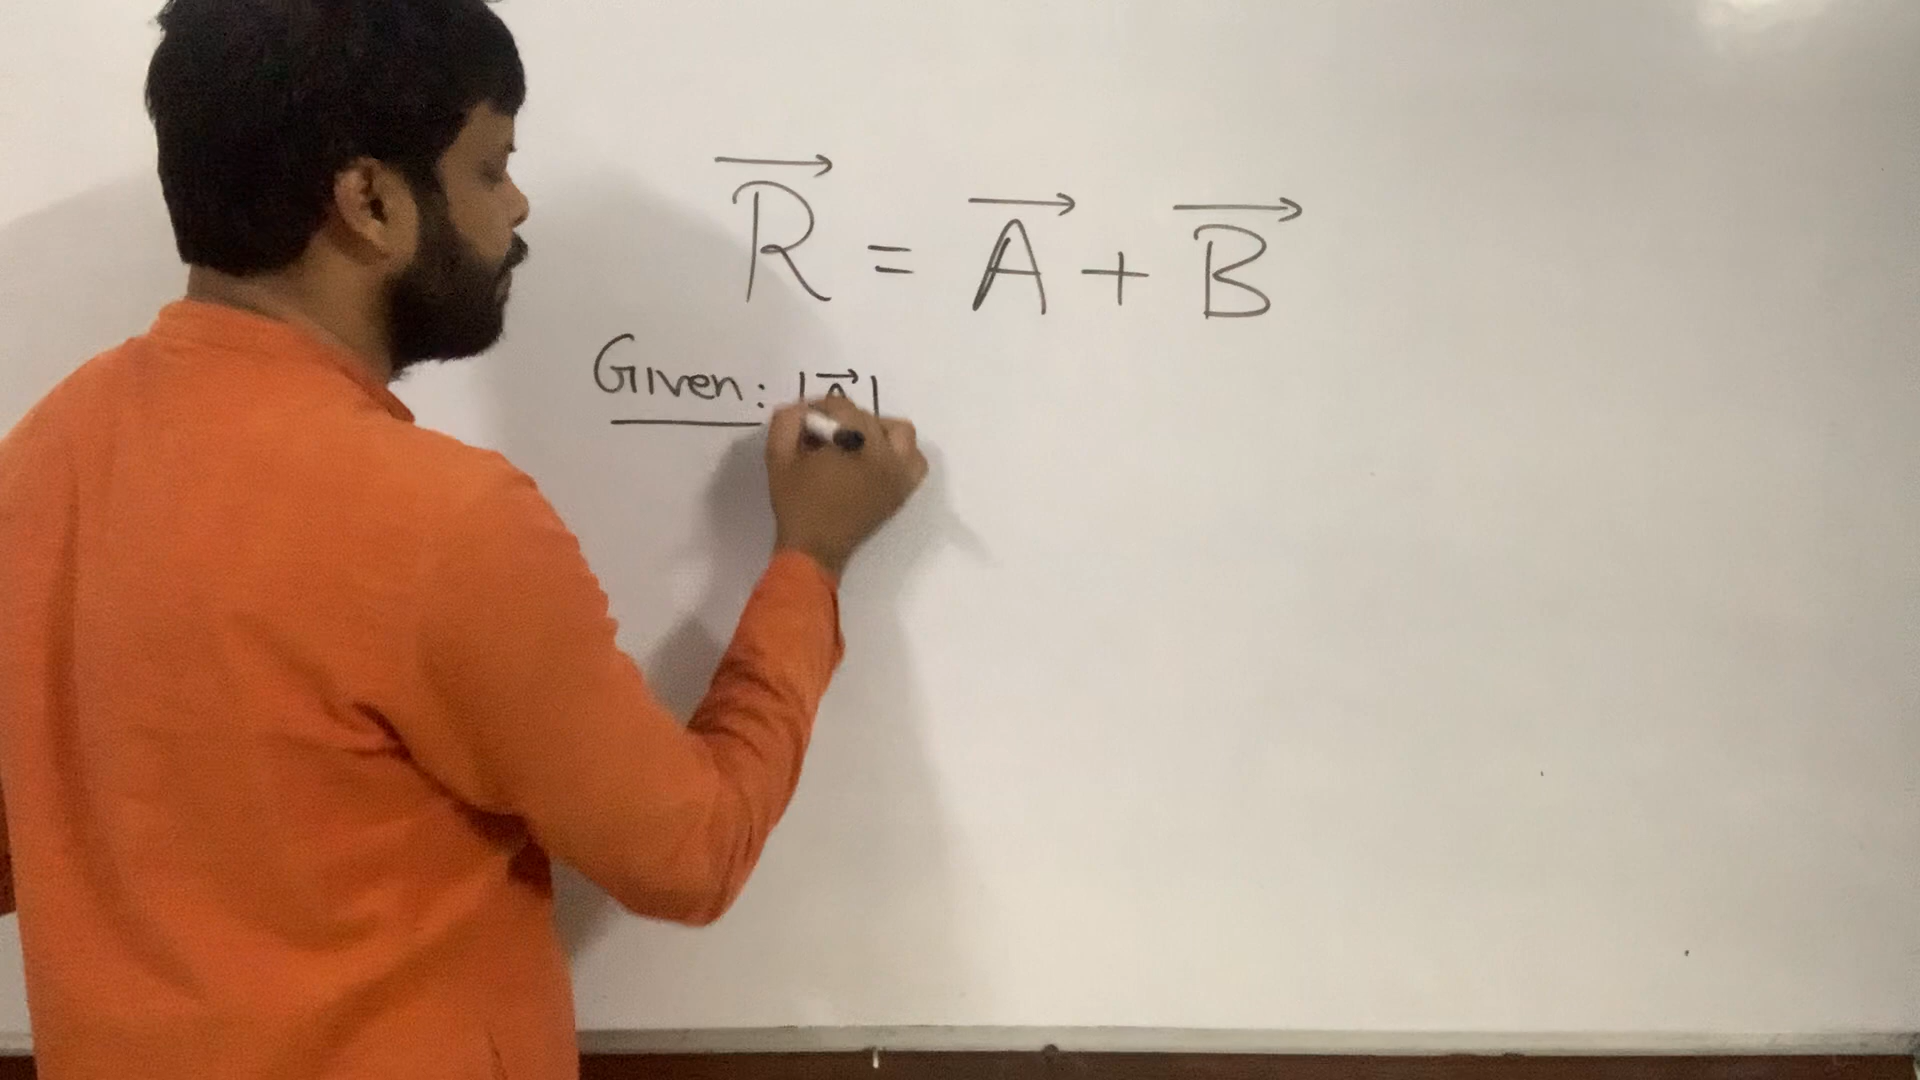 R⃗ = A⃗ + B⃗
Given: |A⃗|